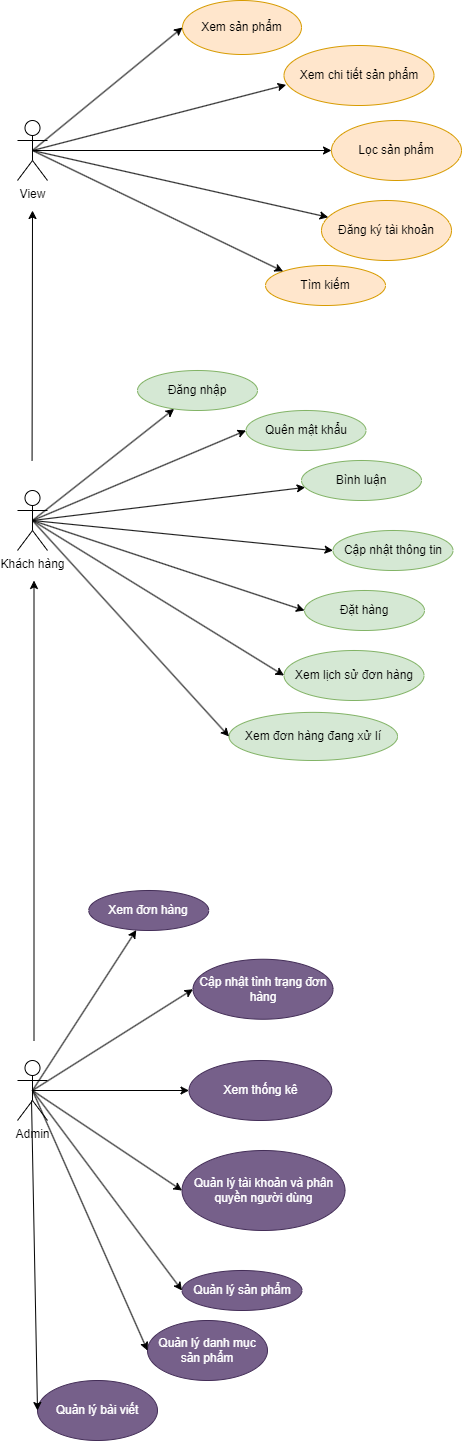 Xem sản phẩm
Xem chi tiết sản phẩm
Lọc sản phẩm
View
Đăng ký tài khoản
Tìm kiếm
Đăng nhập
Quên mật khẩu
Bình luận
Cập nhật thông tin
Khách hàng
Đặt hàng
Xem lịch sử đơn hàng
Xem đơn hàng đang xử lí
Xem đơn hàng
Cập nhật tình trạng đơn
hàng
Xem thống kê
Admin
Quản lý tài khoản và phân
quyền người dùng
Quản lý sản phẩm
Quản lý danh mục
sản phẩm
Quản lý bài viết